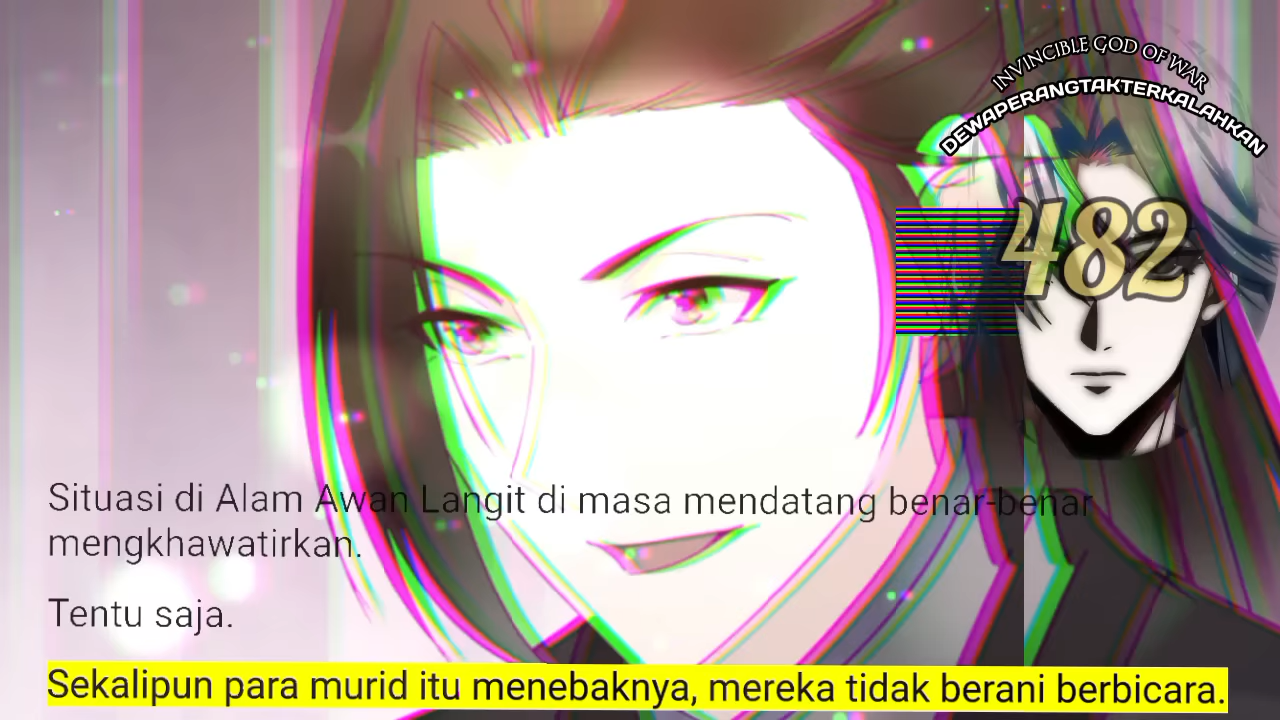 INVINCIBLE GOD OF WAR
DEWAPERANGTAKTERKALAHKAN
482
Situasi di Alam Awan Langit di masa mendatang benar-benar
mengkhawatirkan.
Tentu saja.
Sekalipun para murid itu menebaknya, mereka tidak berani berbicara.